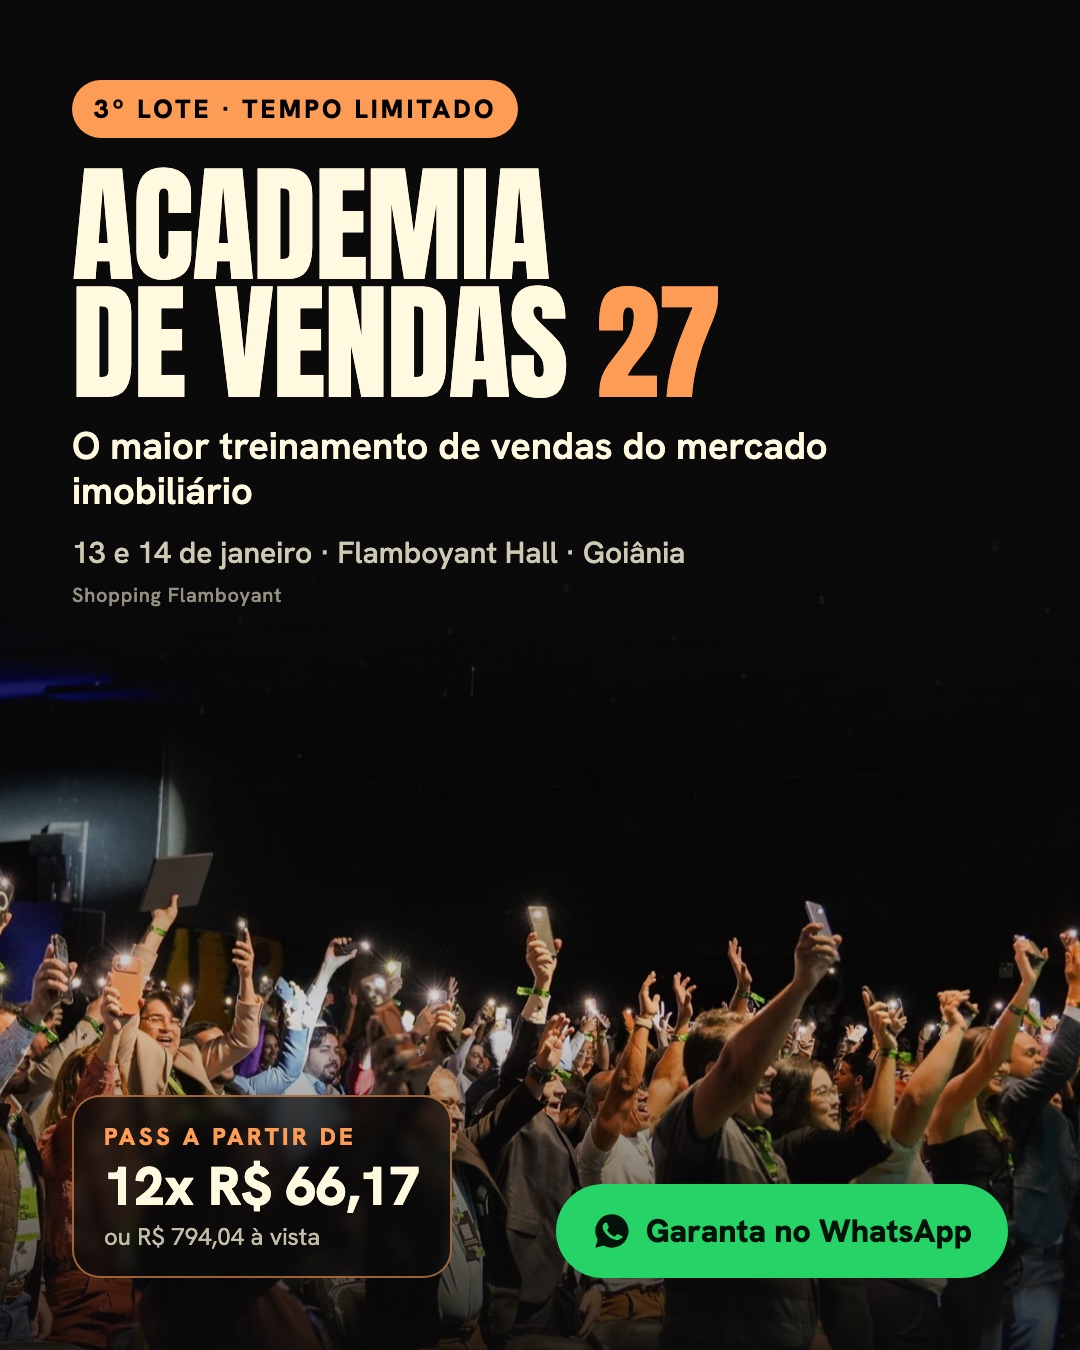 3º LOTE · TEMPO LIMITADO
ACADEMIA
DE VENDAS 27
O maior treinamento de vendas do mercado
imobiliário
13 e 14 de janeiro · Flamboyant Hall · Goiânia
Shopping Flamboyant
PASS A PARTIR DE
12x R$ 66,17
ou R$ 794,04 à vista
Garanta no WhatsApp